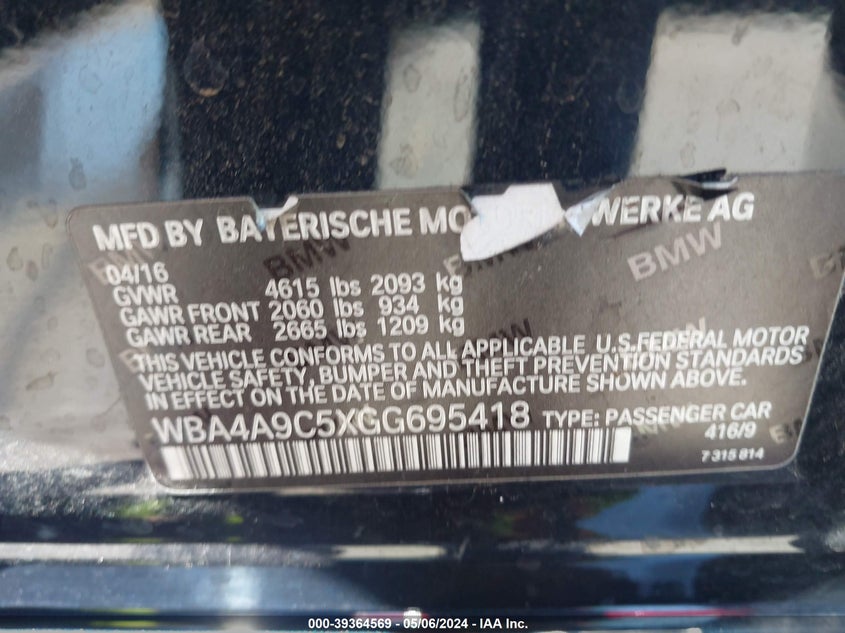 MFD BY BAYERISCHE MOTOREN WERKE AG
BMW
04/16
GVWR 4615 lbs 2093 kg
GAWR FRONT 2060 lbs 934 kg
GAWR REAR 2665 lbs 1209 kg
THIS VEHICLE CONFORMS TO ALL APPLICABLE U.S.FEDERAL MOTOR
VEHICLE SAFETY, BUMPER AND THEFT PREVENTION STANDARDS
IN EFFECT ON THE DATE OF MANUFACTURE SHOWN ABOVE.
WBA4A9C5XGG695418 TYPE: PASSENGER CAR
416/9
7 315 814
000-39364569 — 05/06/2024 — IAA Inc.